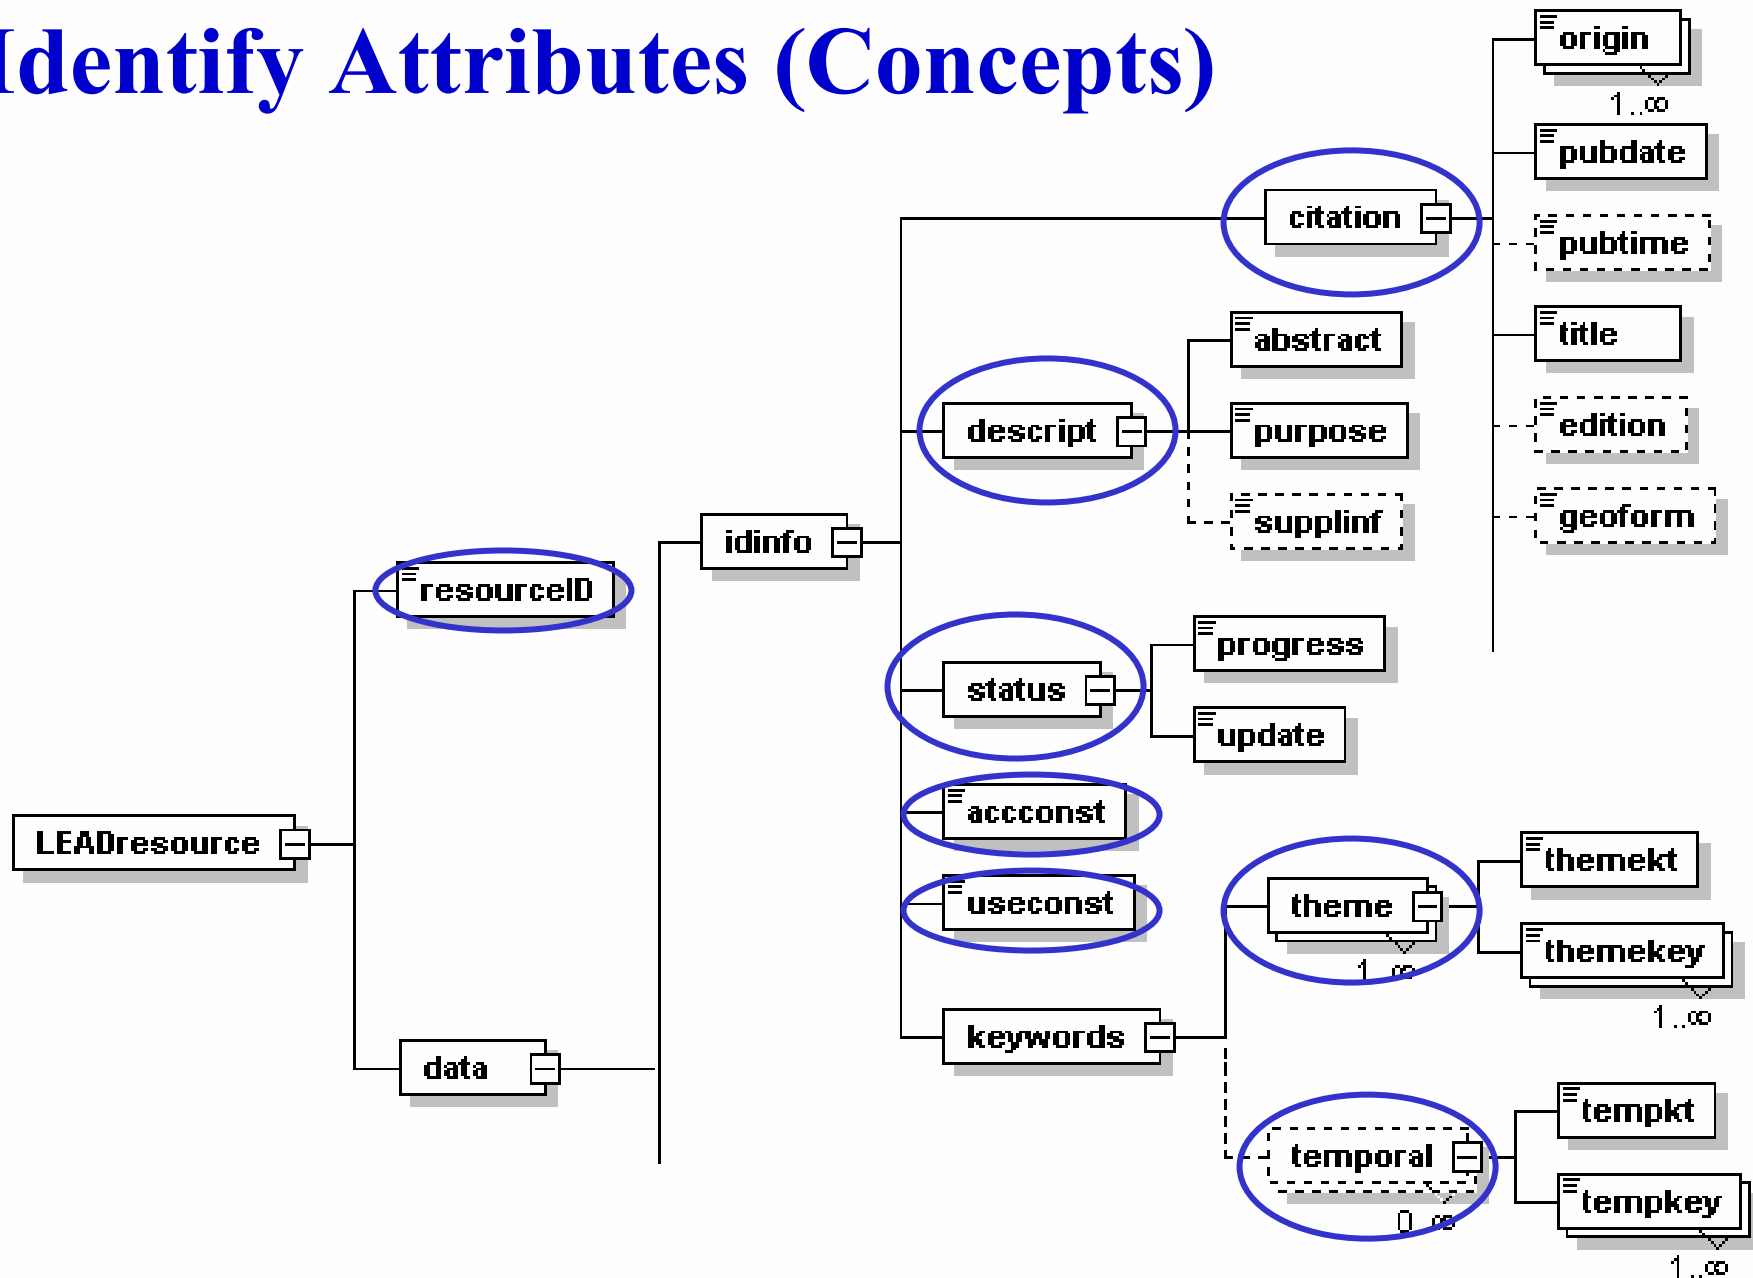 Identify Attributes (Concepts)
origin
1..∞
pubdate
citation
pubtime
title
abstract
edition
descript
purpose
geoform
supplinf
idinfo
resourceID
progress
status
update
accconst
LEADresource
themekt
useconst
theme
themekey
1..∞
1..∞
keywords
data
tempkt
temporal
tempkey
0..∞
1..∞